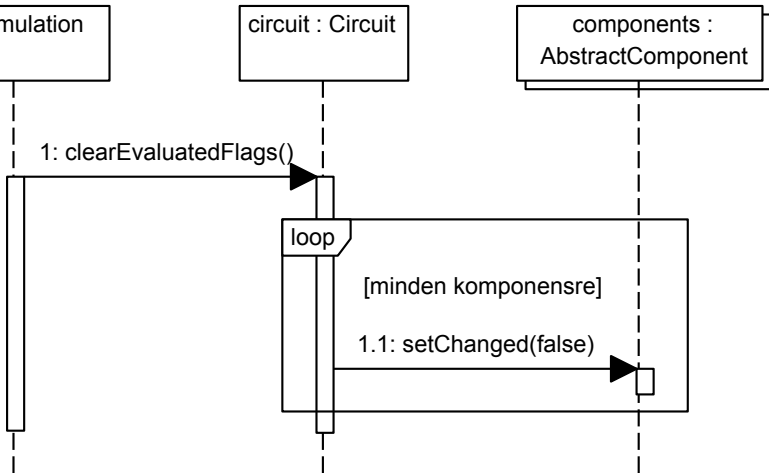 mulation
circuit : Circuit
components :
AbstractComponent
1: clearEvaluatedFlags()
loop
[minden komponensre]
1.1: setChanged(false)